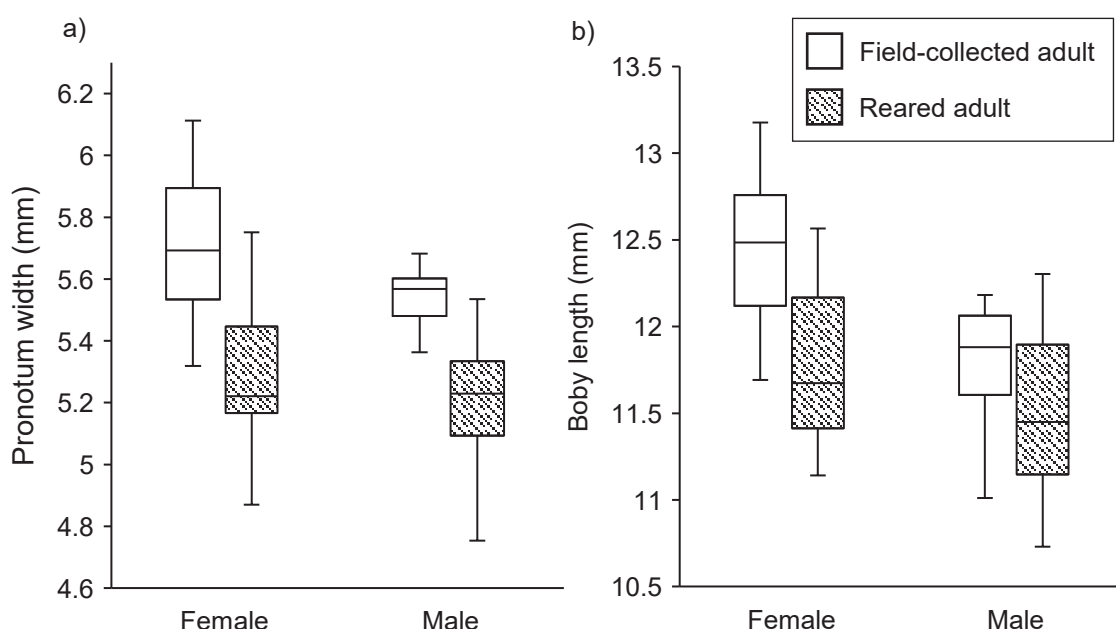 a)
Pronotum width (mm)
6.2
6
5.8
5.6
5.4
5.2
5
4.8
4.6
Female
Male
b)
Field-collected adult
Reared adult
Boby length (mm)
13.5
13
12.5
12
11.5
11
10.5
Female
Male